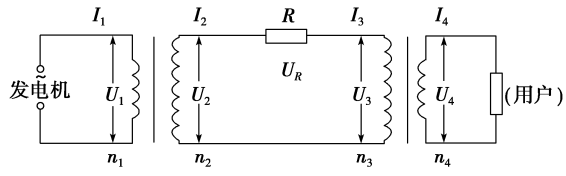 I₁ I₂ R I₃ I₄
~
发电机 U₁ U₂ U_R U₃ U₄ (用户)
n₁ n₂ n₃ n₄